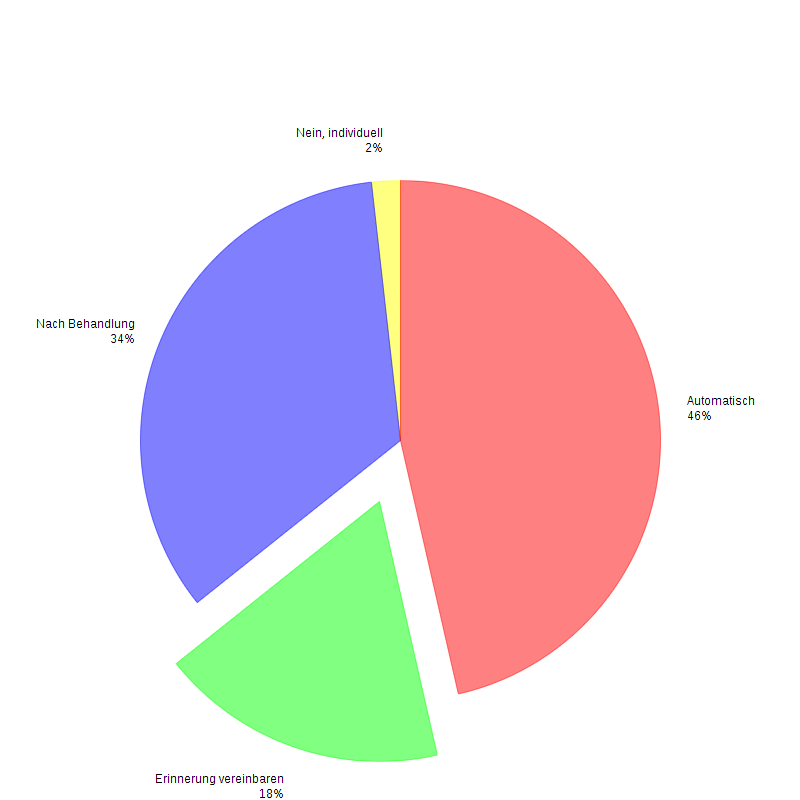 Nein, individuell
2%
Nach Behandlung
34%
Automatisch
46%
Erinnerung vereinbaren
18%